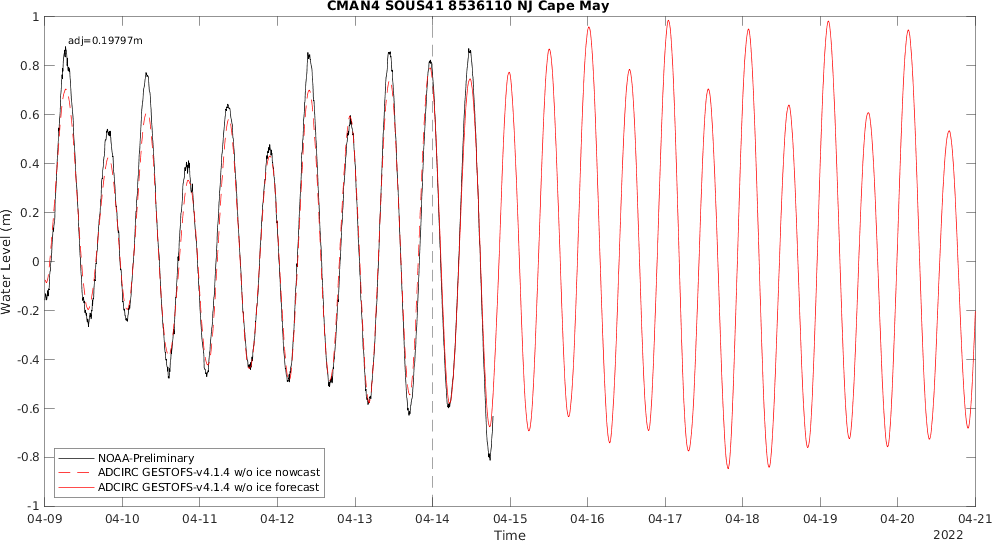 CMAN4 SOUS41 8536110 NJ Cape May
adj=0.19797m
1
0.8
0.6
0.4
0.2
0
-0.2
-0.4
-0.6
-0.8
-1
Water Level (m)
NOAA-Preliminary
ADCIRC GESTOFS-v4.1.4 w/o ice nowcast
ADCIRC GESTOFS-v4.1.4 w/o ice forecast
04-09 04-10 04-11 04-12 04-13 04-14 04-15 04-16 04-17 04-18 04-19 04-20 04-21
Time
2022